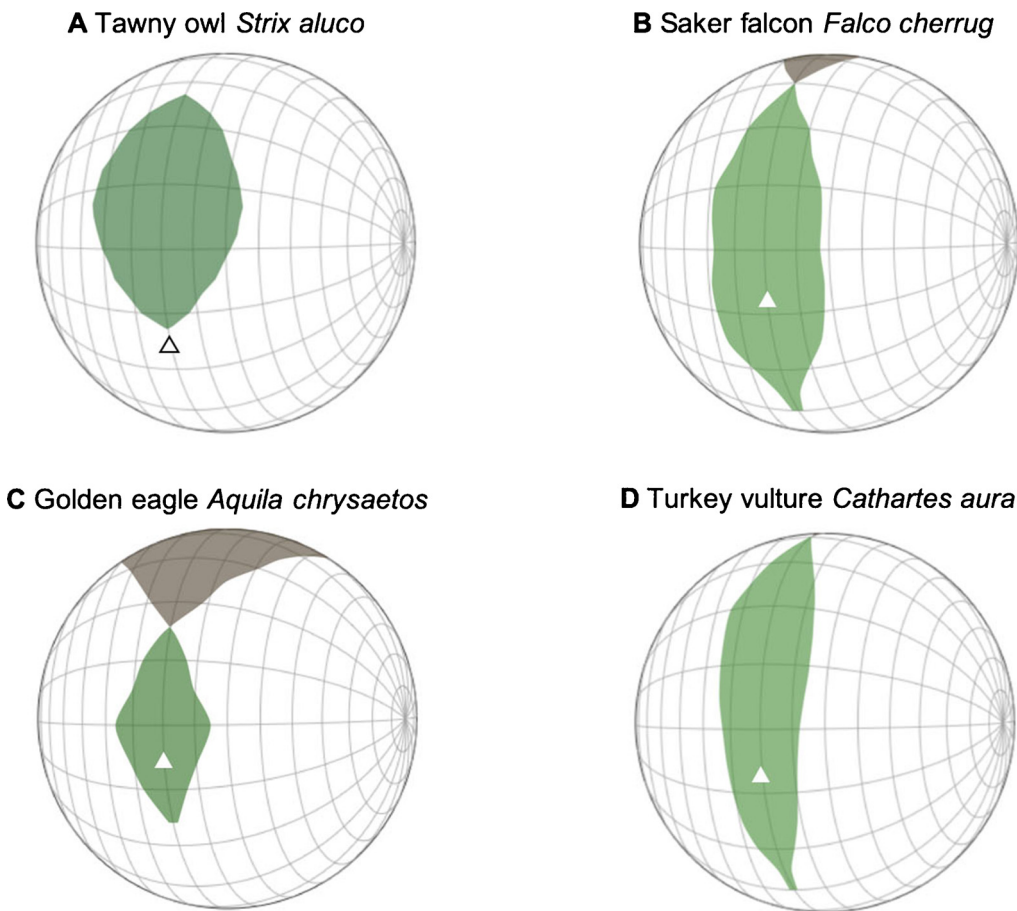 A Tawny owl Strix aluco
B Saker falcon Falco cherrug
C Golden eagle Aquila chrysaetos
D Turkey vulture Cathartes aura